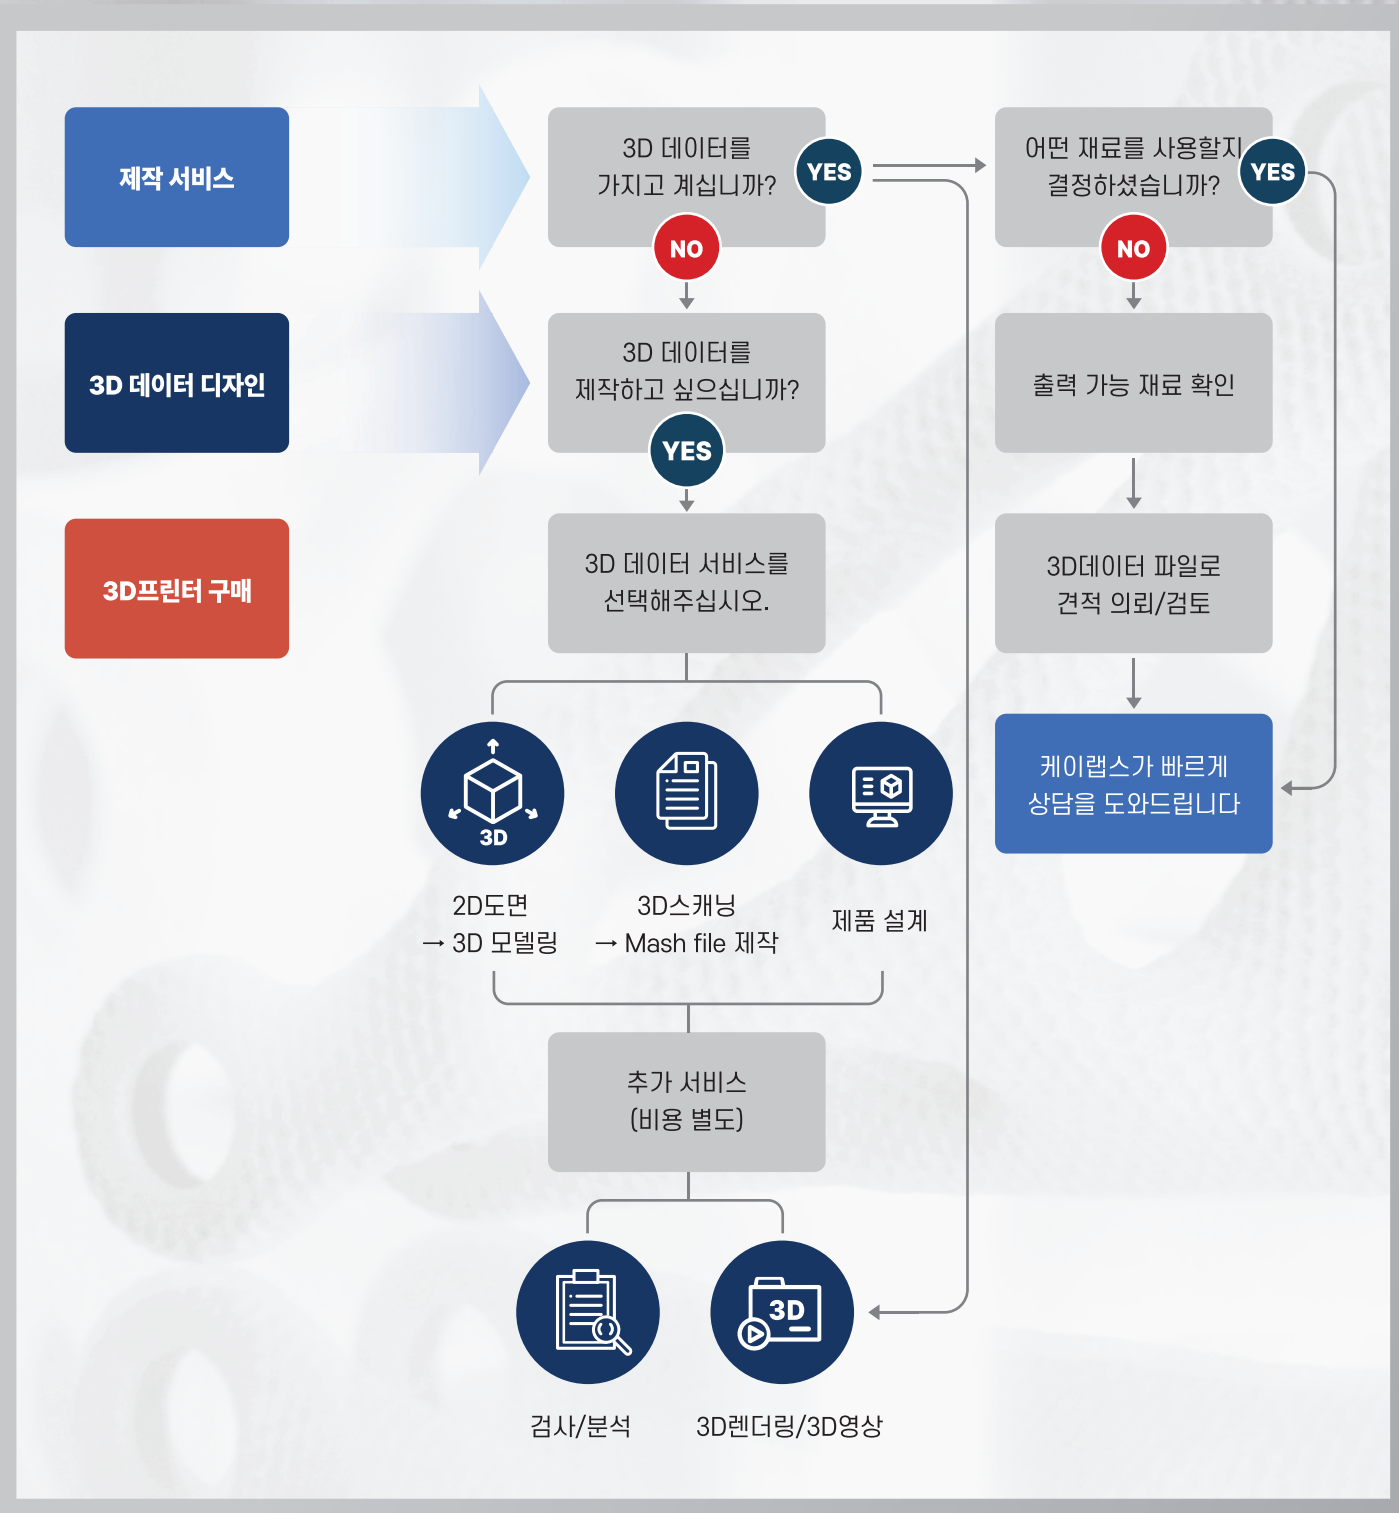 제작 서비스
3D 데이터를
가지고 계십니까?
YES
NO
어떤 재료를 사용할지
결정하셨습니까?
YES
NO
3D 데이터 디자인
3D 데이터를
제작하고 싶으십니까?
YES
출력 가능 재료 확인
3D프린터 구매
3D 데이터 서비스를
선택해주십시오.
3D데이터 파일로
견적 의뢰/검토
케이랩스가 빠르게
상담을 도와드립니다
3D
2D도면
→ 3D 모델링
3D스캐닝
→ Mash file 제작
제품 설계
추가 서비스
(비용 별도)
3D
검사/분석
3D렌더링/3D영상